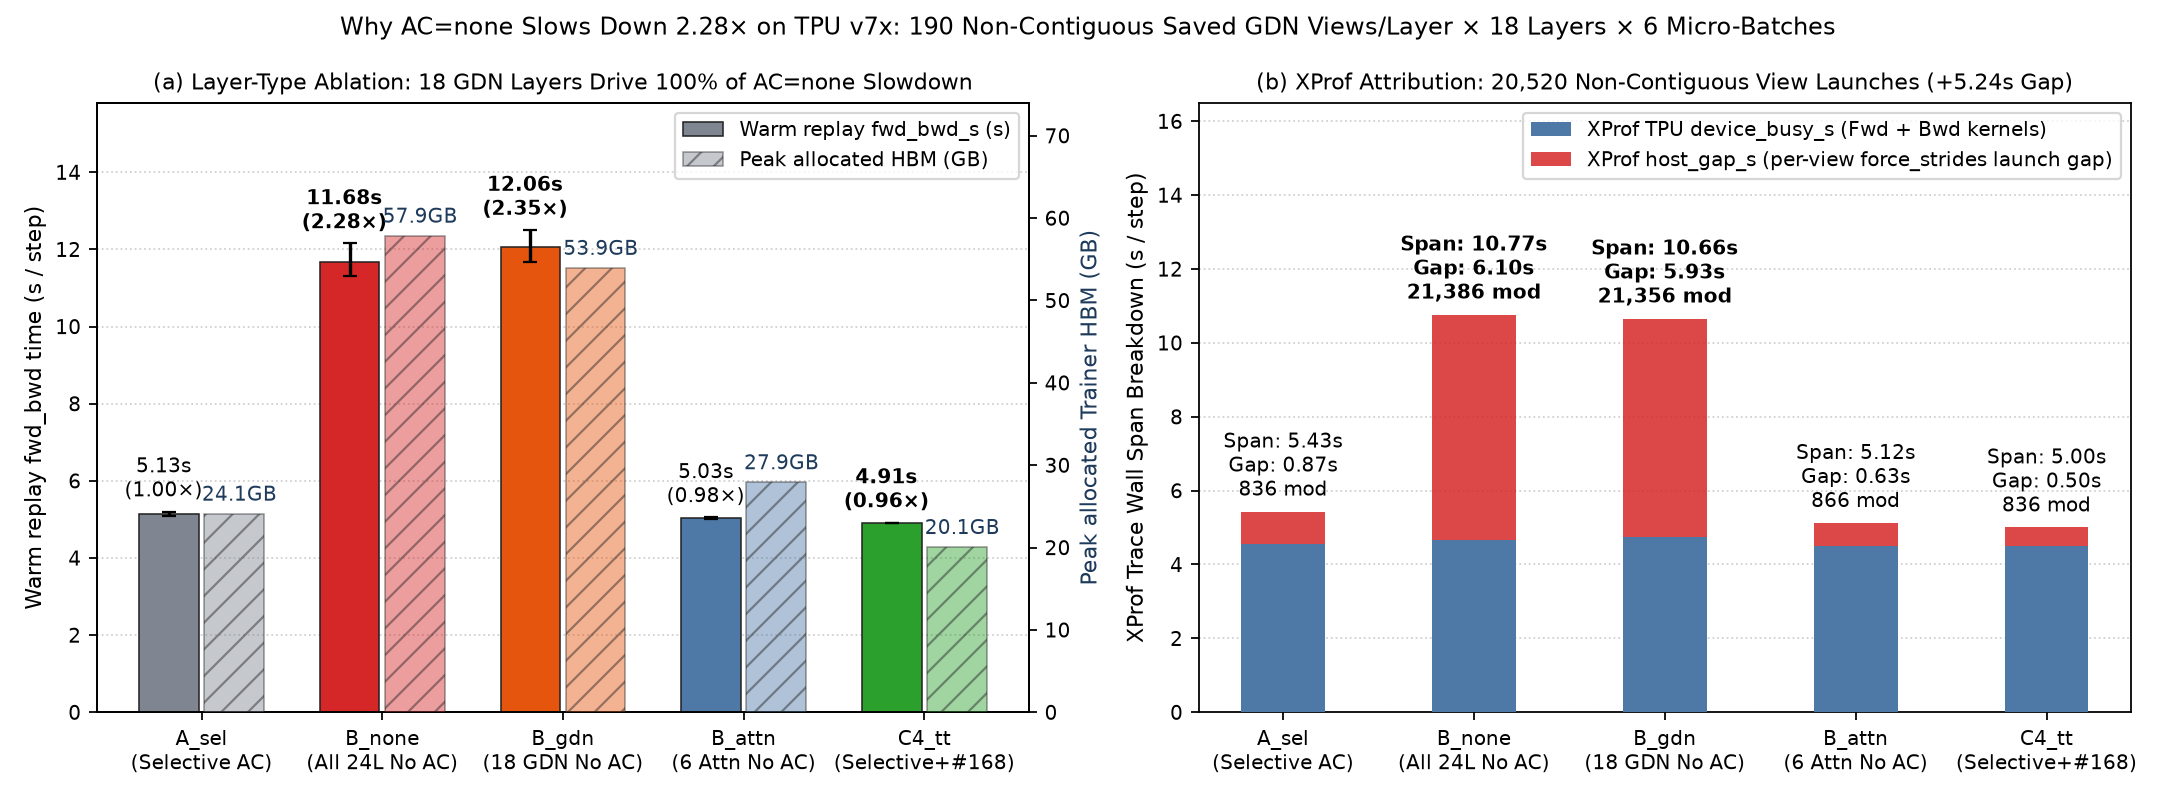 Why AC=none Slows Down 2.28× on TPU v7x: 190 Non-Contiguous Saved GDN Views/Layer × 18 Layers × 6 Micro-Batches
(a) Layer-Type Ablation: 18 GDN Layers Drive 100% of AC=none Slowdown
Warm replay fwd_bwd_s (s)
Peak allocated HBM (GB)
Warm replay fwd_bwd time (s / step)
14
12
10
8
6
4
2
0
5.13s
(1.00×)
24.1GB
11.68s
(2.28×)
57.9GB
12.06s
(2.35×)
53.9GB
5.03s
(0.98×)
27.9GB
4.91s
(0.96×)
20.1GB
70
60
50
40
30
20
10
0
Peak allocated Trainer HBM (GB)
A_sel
(Selective AC)
B_none
(All 24L No AC)
B_gdn
(18 GDN No AC)
B_attn
(6 Attn No AC)
C4_tt
(Selective+#168)
(b) XProf Attribution: 20,520 Non-Contiguous View Launches (+5.24s Gap)
XProf TPU device_busy_s (Fwd + Bwd kernels)
XProf host_gap_s (per-view force_strides launch gap)
XProf Trace Wall Span Breakdown (s / step)
16
14
12
10
8
6
4
2
0
Span: 5.43s
Gap: 0.87s
836 mod
Span: 10.77s
Gap: 6.10s
21,386 mod
Span: 10.66s
Gap: 5.93s
21,356 mod
Span: 5.12s
Gap: 0.63s
866 mod
Span: 5.00s
Gap: 0.50s
836 mod
A_sel
(Selective AC)
B_none
(All 24L No AC)
B_gdn
(18 GDN No AC)
B_attn
(6 Attn No AC)
C4_tt
(Selective+#168)